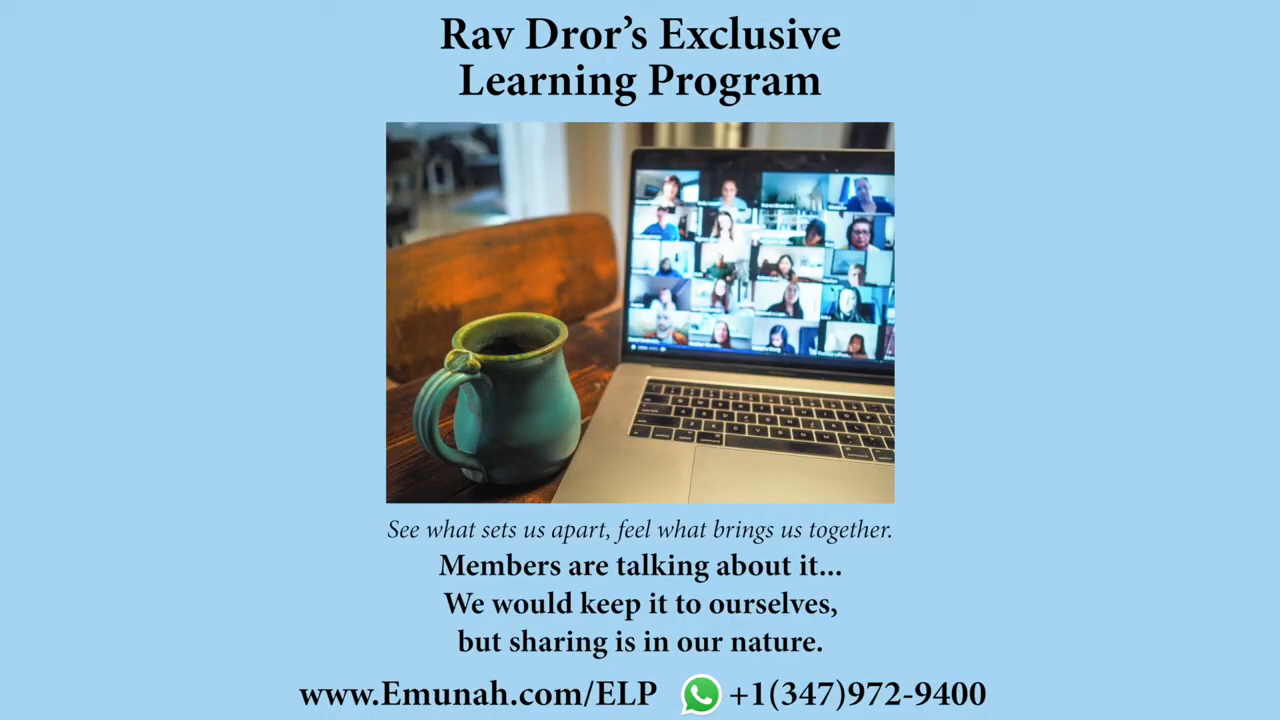 Rav Dror’s Exclusive
Learning Program
See what sets us apart, feel what brings us together.
Members are talking about it...
We would keep it to ourselves,
but sharing is in our nature.
www.Emunah.com/ELP +1(347)972-9400